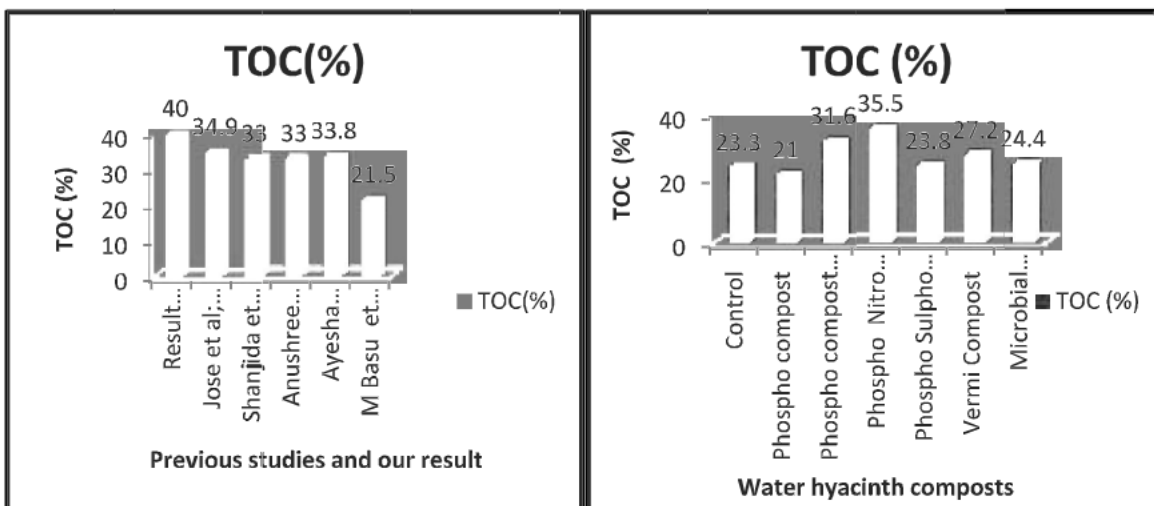 TOC(%)
40
34.9
33
33
33.8
21.5
40
30
20
10
0
TOC (%)
TOC(%)
Result...
Jose et al;...
Shanjida et...
Anushree...
Ayesha...
M Basu et...
Previous studies and our result
TOC (%)
23.3
21
31.6
35.5
23.8
27.2
24.4
40
20
0
TOC (%)
TOC (%)
Control
Phospho compost
Phospho compost...
Phospho Nitro...
Phospho Sulpho...
Vermi Compost
Microbial...
Water hyacinth composts